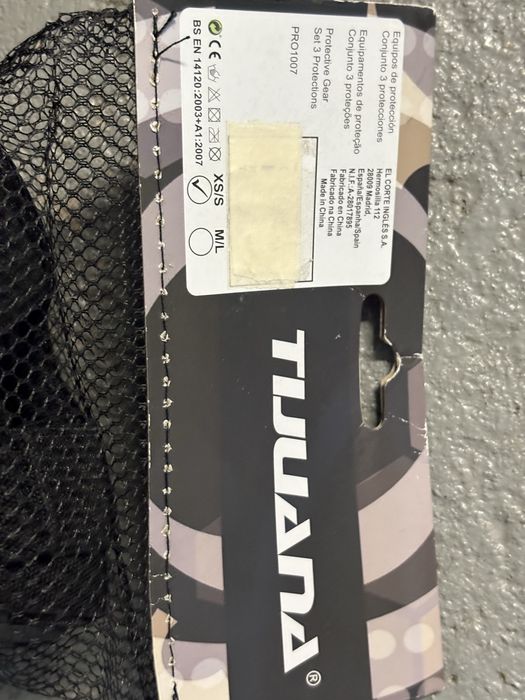 Equipos de protección
Conjunto 3 protecciones
Equipamentos de proteção
Conjunto 3 proteções
Protective Gear
Set 3 Protections
PRO1007
EL CORTE INGLÉS S.A.
Hermosilla 112
28009 Madrid.
España/Espanha/Spain
N.I.F. A-28017895
Fabricado en China
Fabricado na China
Made in China
XS/S
M/L
CE
BS EN 14120:2003+A1:2007
TIJUANA®